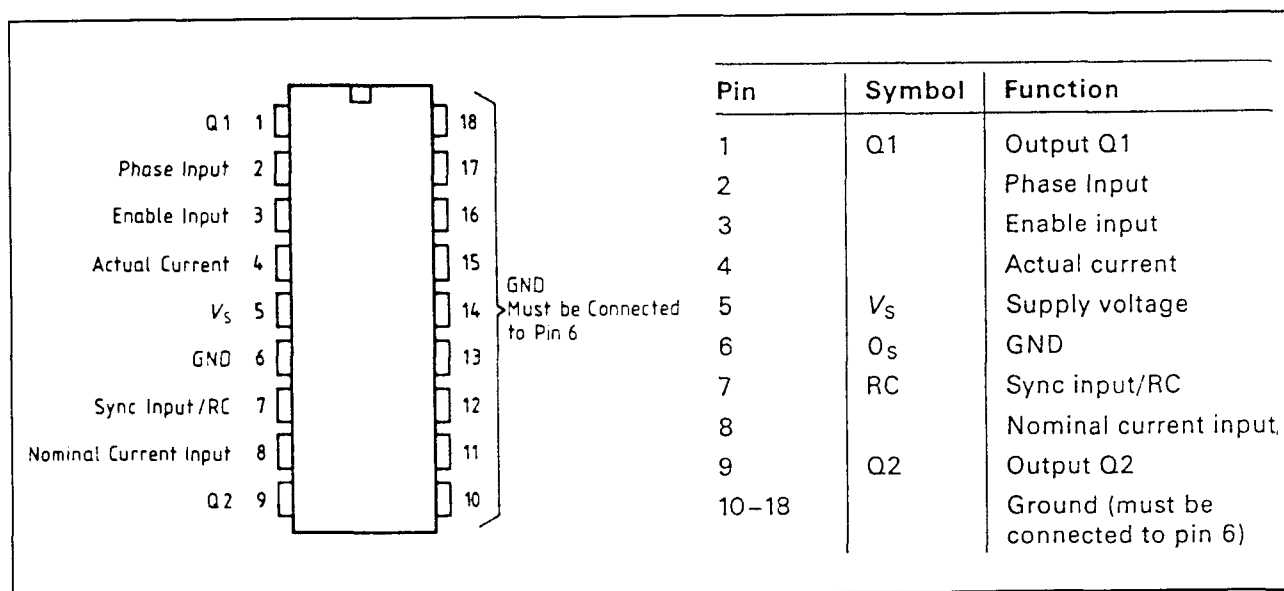 Q1 1
Phase Input 2
Enable Input 3
Actual Current 4
VS 5
GND 6
Sync Input/RC 7
Nominal Current Input 8
Q2 9
18
17
16
15
14
13
12
11
10
GND
Must be Connected
to Pin 6
Pin Symbol Function
1 Q1 Output Q1
2 Phase Input
3 Enable input
4 Actual current
5 VS Supply voltage
6 0S GND
7 RC Sync input/RC
8 Nominal current input
9 Q2 Output Q2
10–18 Ground (must be
connected to pin 6)